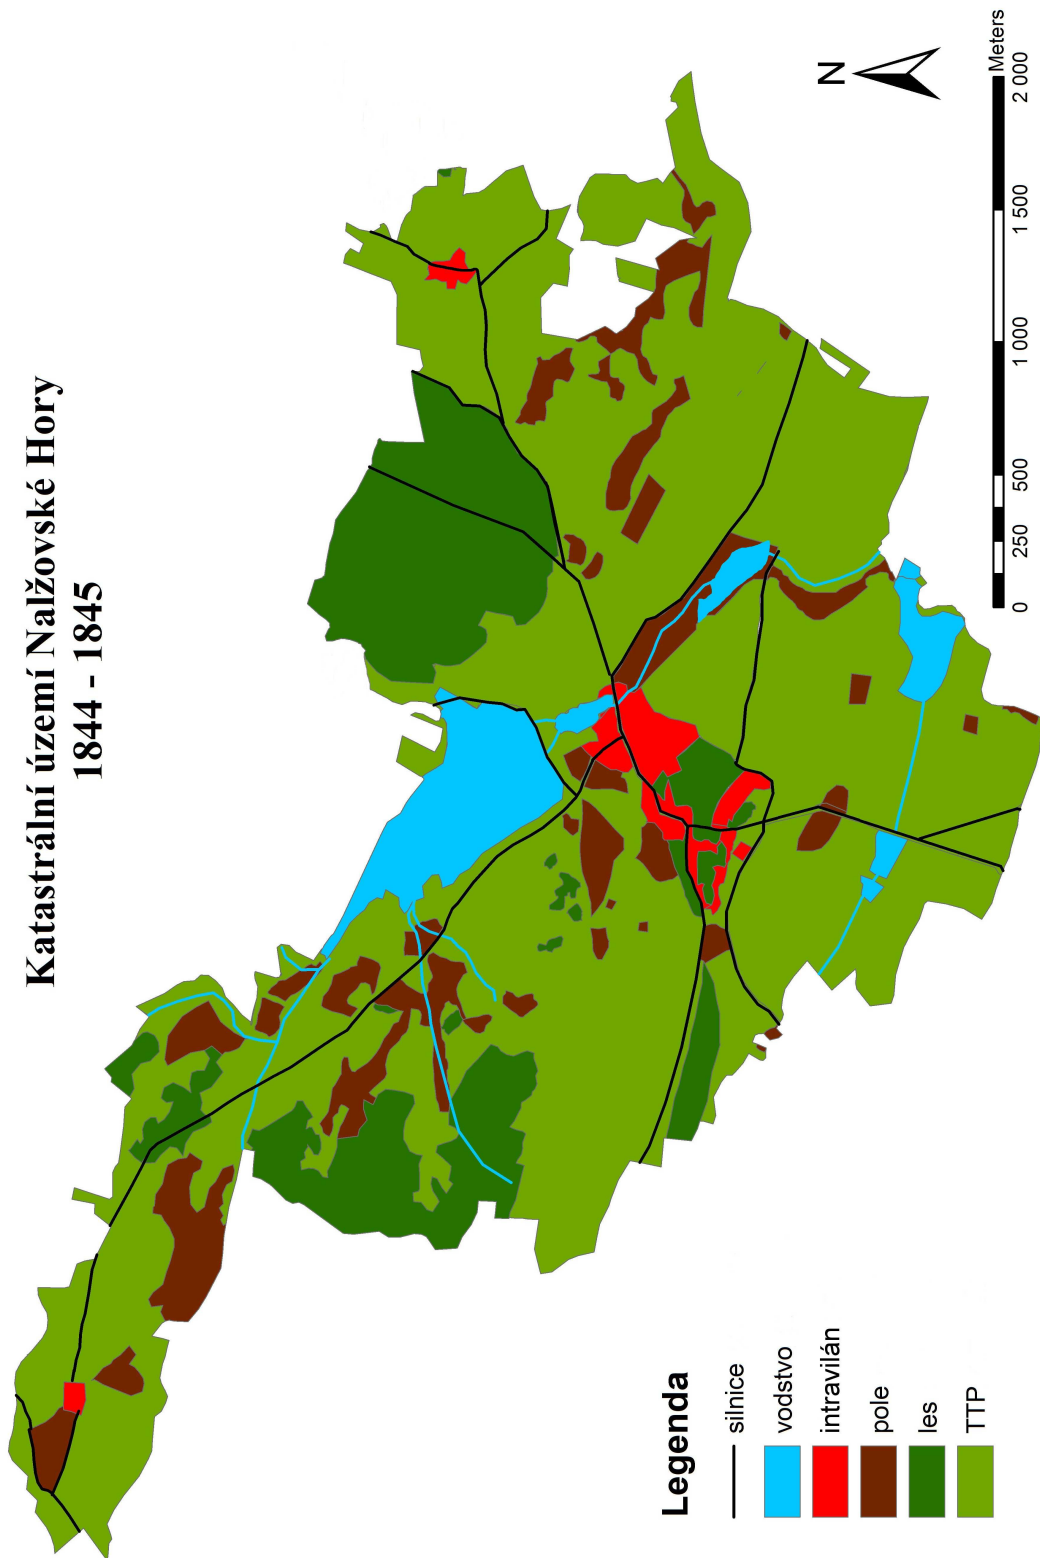 Katastrální území Nalžovské Hory
1844 - 1845
Legenda
silnice
vodstvo
intravilán
pole
les
TTP
N
0 250 500 1 000 1 500 2 000
Meters